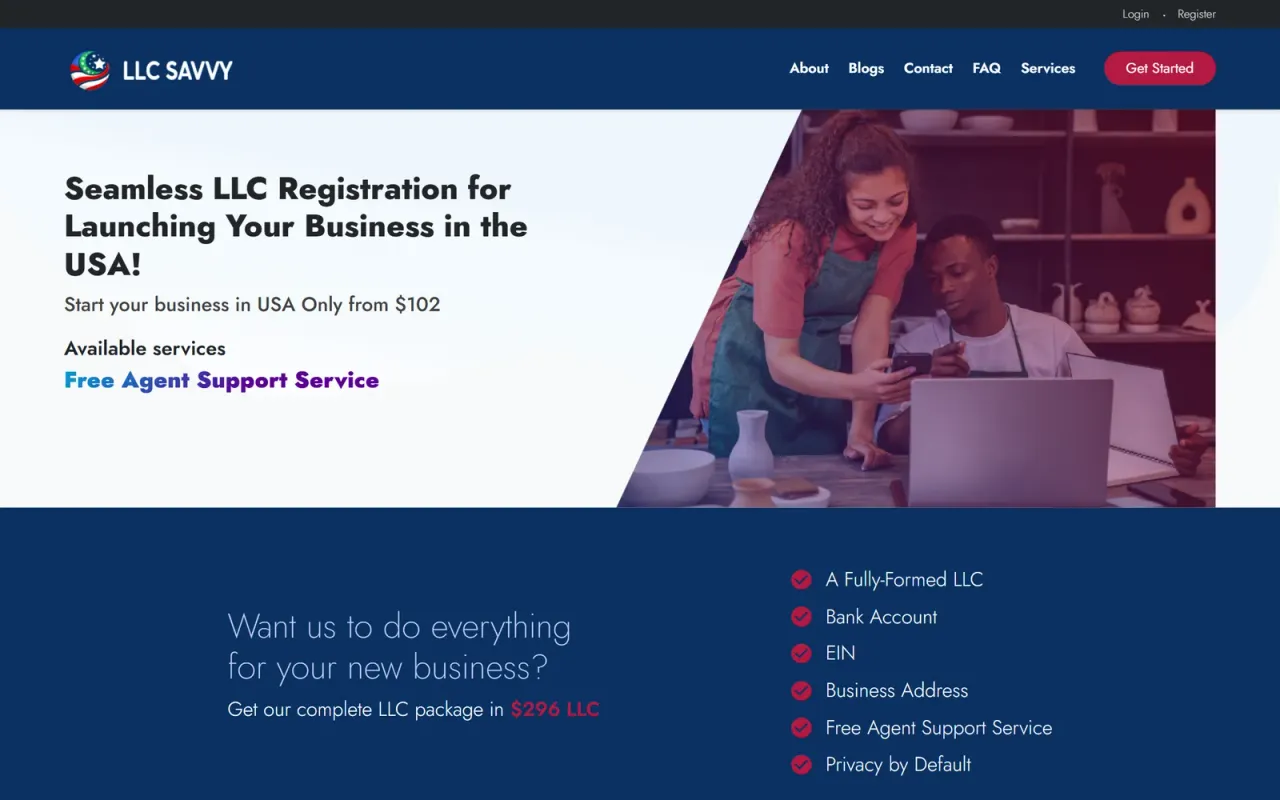 Login · Register
LLC SAVVY
About Blogs Contact FAQ Services Get Started
Seamless LLC Registration for
Launching Your Business in the
USA!
Start your business in USA Only from $102
Available services
Free Agent Support Service
Want us to do everything
for your new business?
Get our complete LLC package in $296 LLC
A Fully-Formed LLC
Bank Account
EIN
Business Address
Free Agent Support Service
Privacy by Default